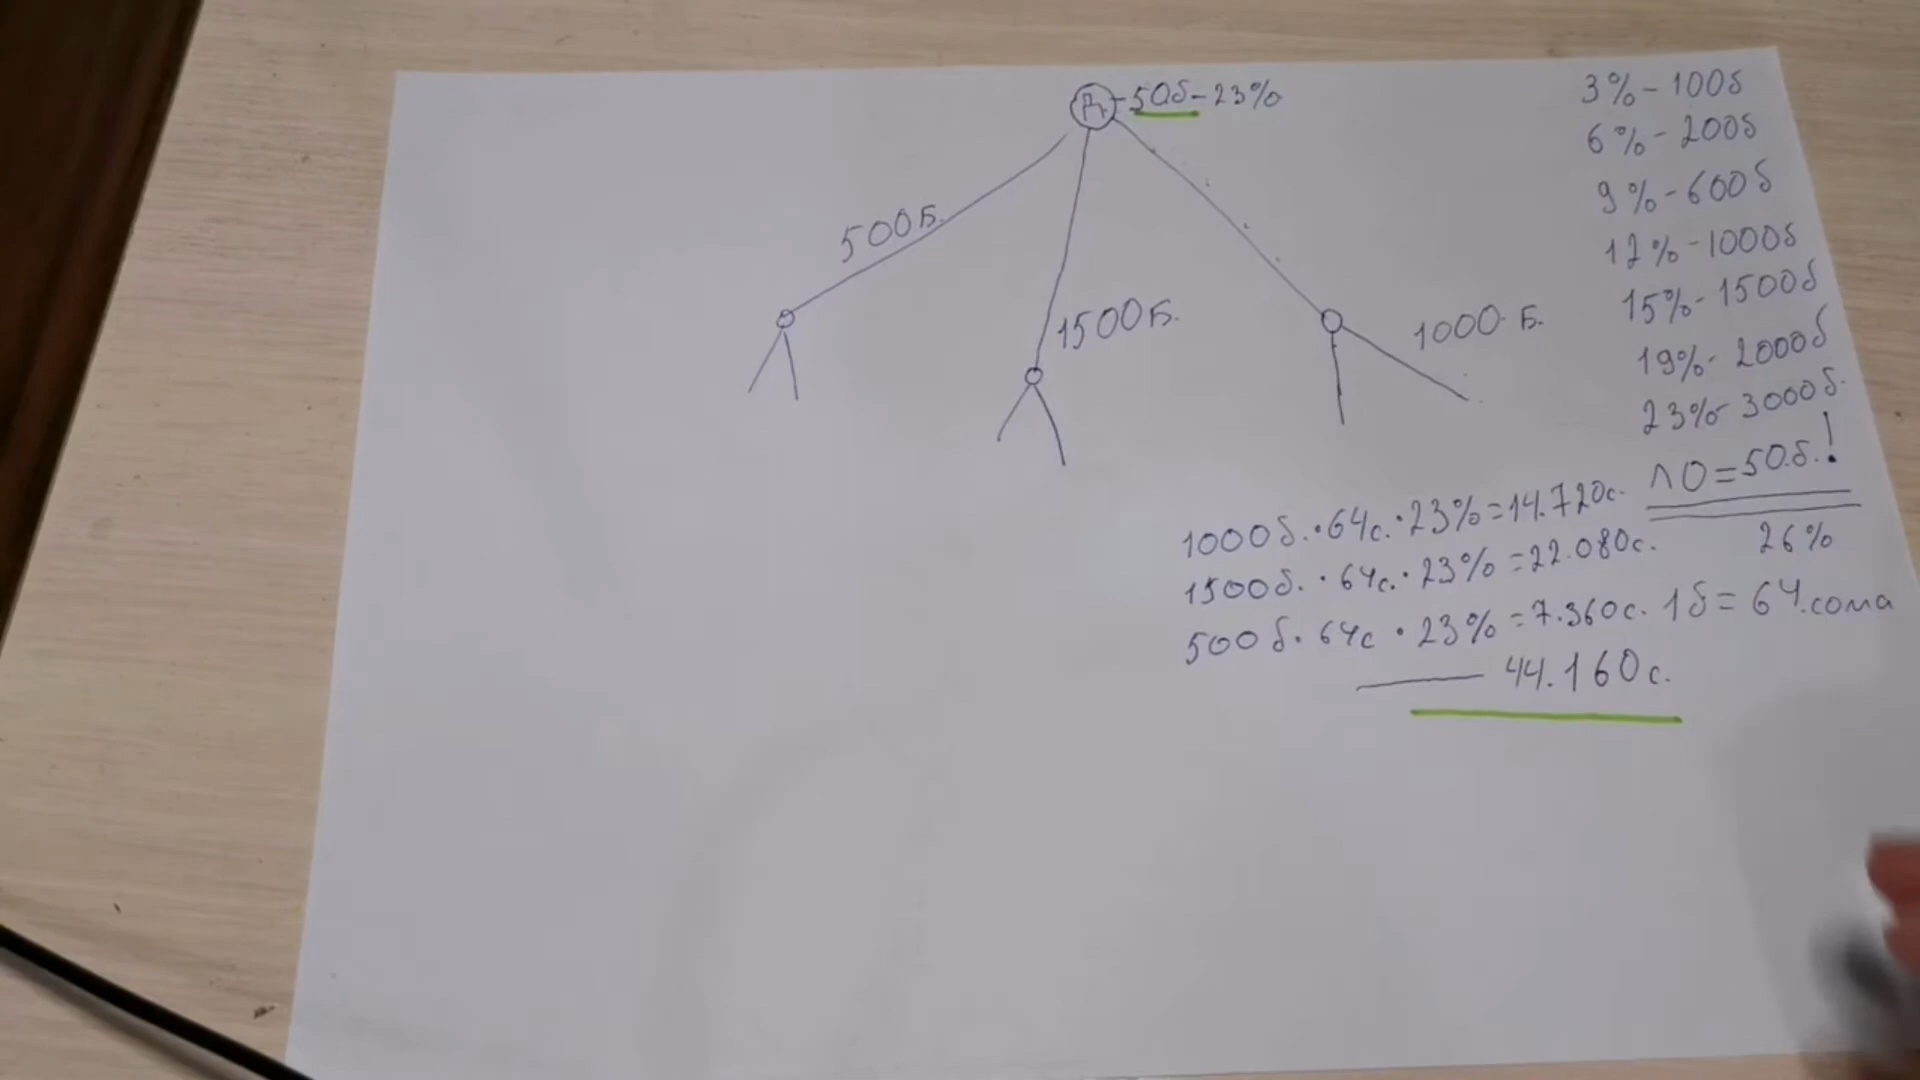 Д - 50б - 23%
500Б.
1500Б.
1000 Б.
3% - 100б
6% - 200б
9% - 600б
12% - 1000б
15% - 1500б
19% - 2000б
23% - 3000б.
ЛО = 50.б.!
26%
1б = 64.сома
1000б. · 64с. · 23% = 14.720с.
1500б. · 64с. · 23% = 22.080с.
500б. 64с · 23% = 7.360с.
44.160с.